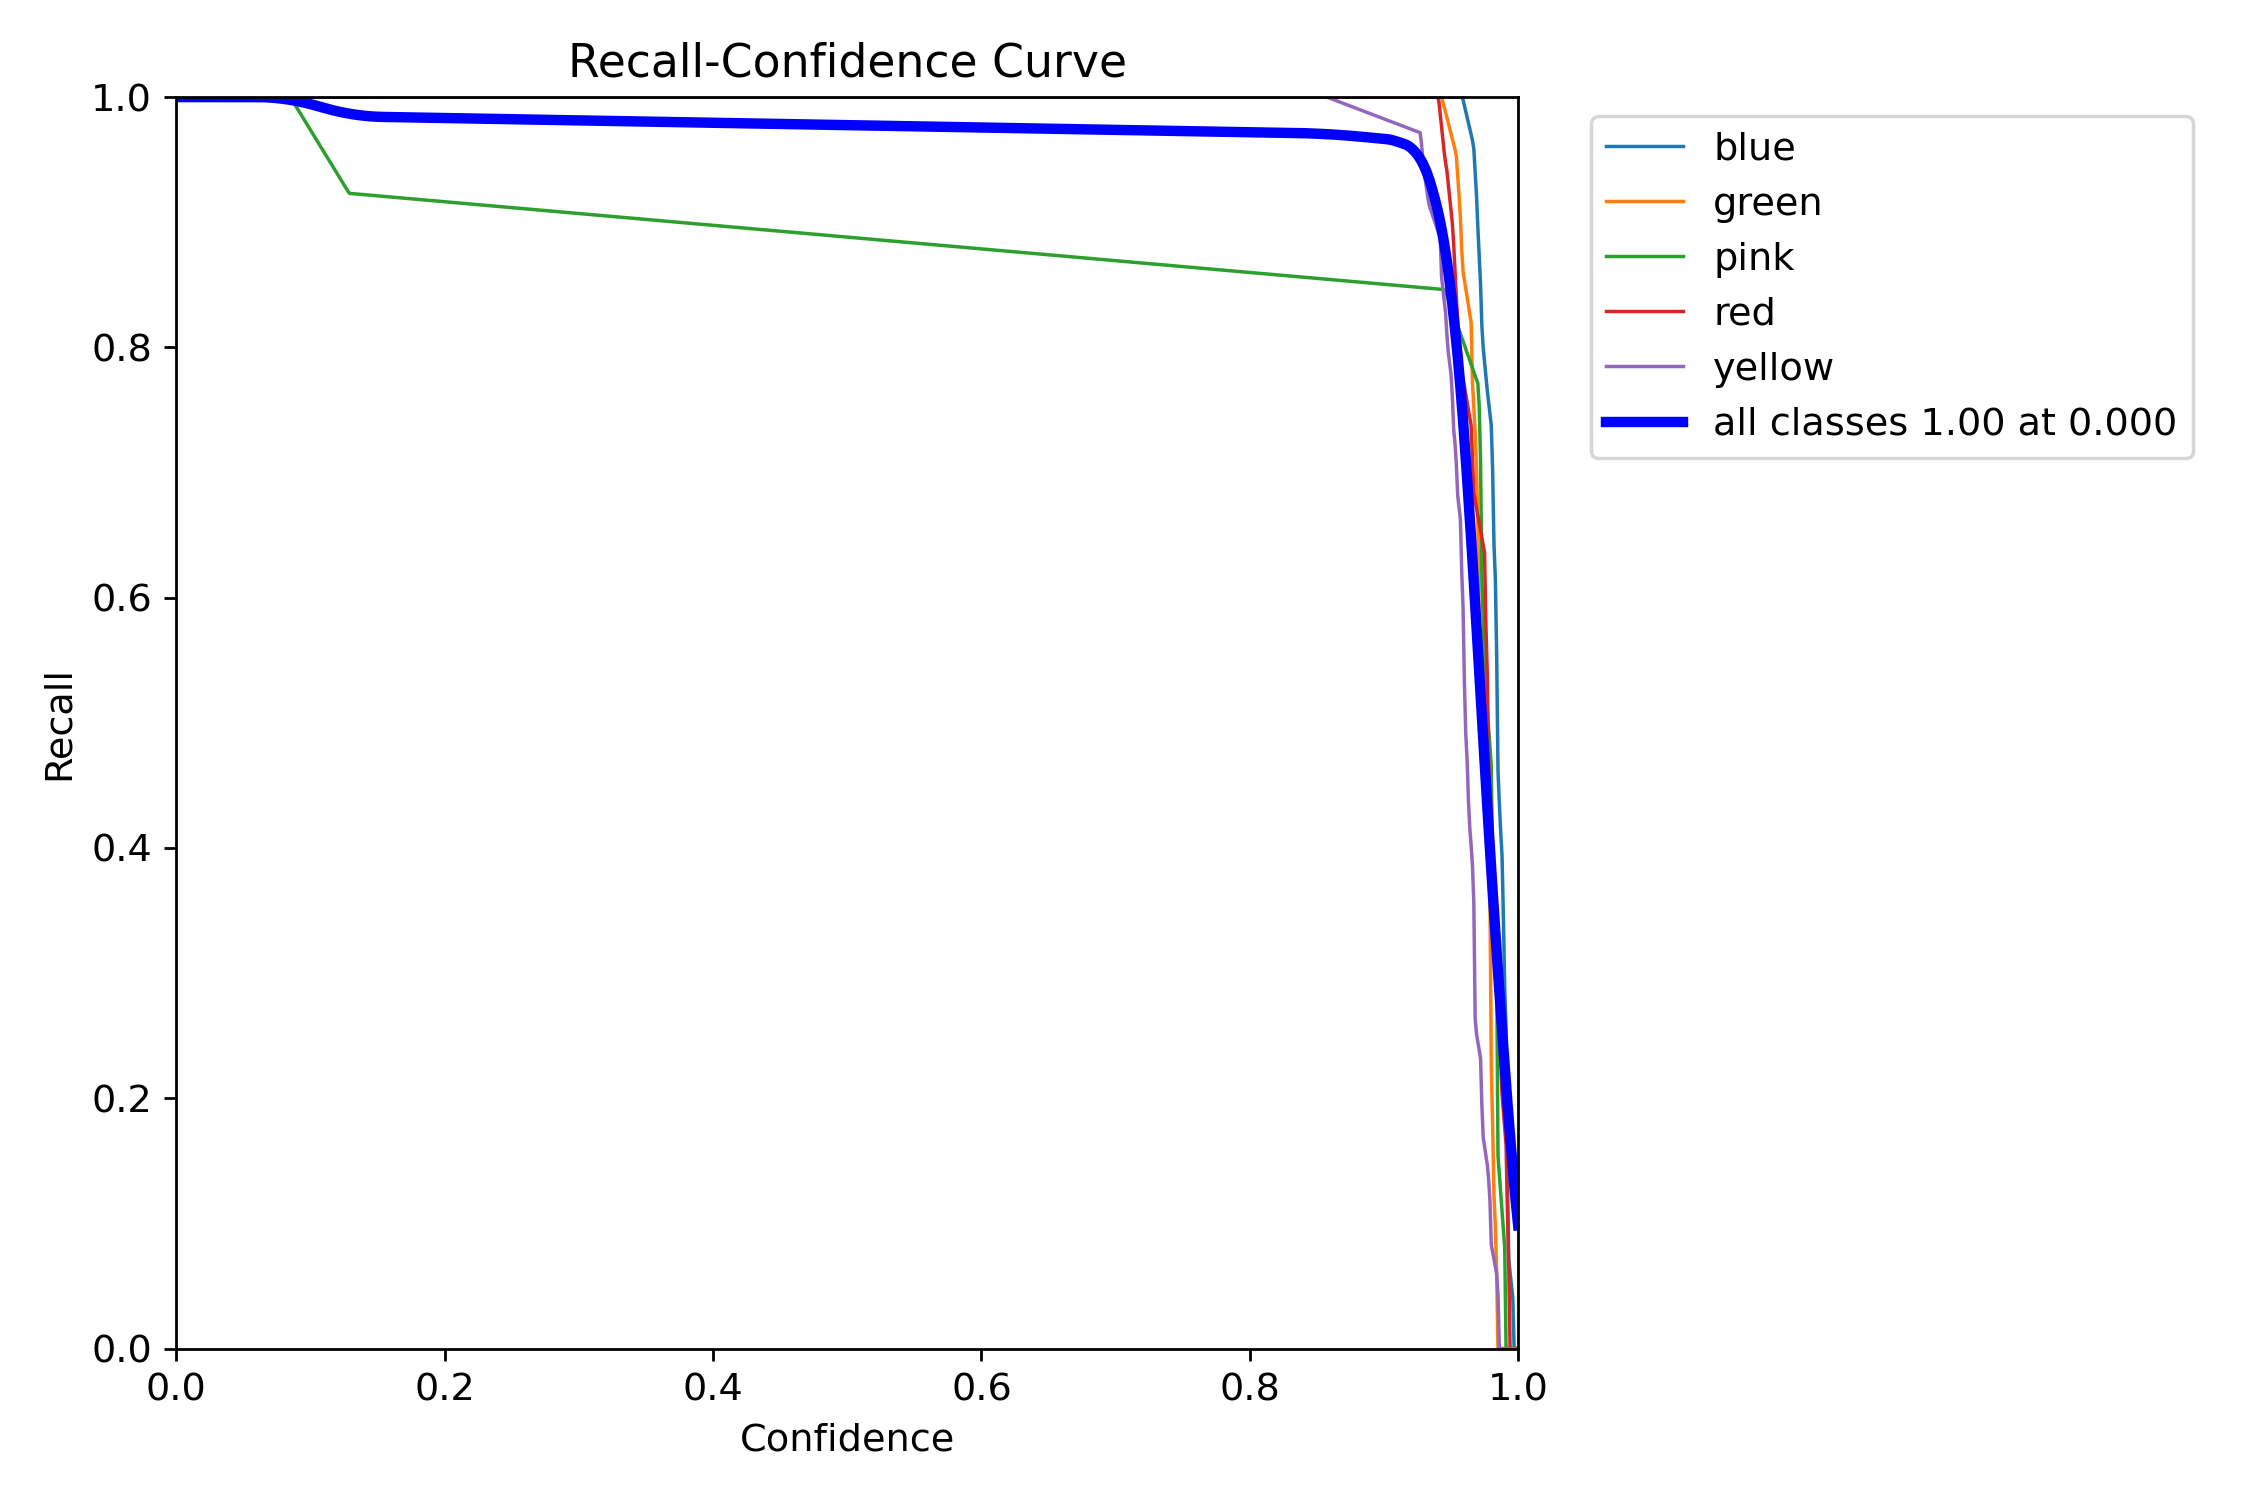 Recall-Confidence Curve
1.0
0.8
0.6
0.4
0.2
0.0
Recall
0.0 0.2 0.4 0.6 0.8 1.0
Confidence
blue
green
pink
red
yellow
all classes 1.00 at 0.000